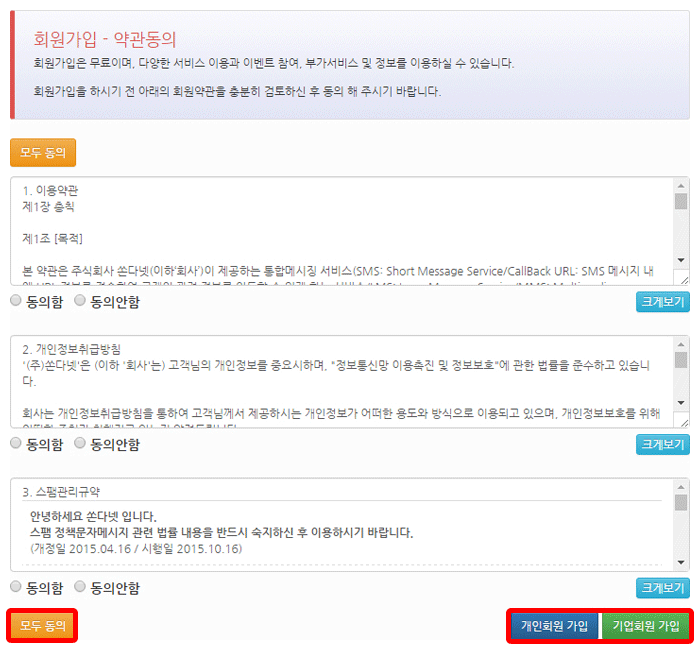 회원가입 - 약관동의
회원가입은 무료이며, 다양한 서비스 이용과 이벤트 참여, 부가서비스 및 정보를 이용하실 수 있습니다.
회원가입을 하시기 전 아래의 회원약관을 충분히 검토하신 후 동의 해 주시기 바랍니다.
모두 동의
1. 이용약관
제1장 총칙
제1조 [목적]
본 약관은 주식회사 쏜다넷(이하'회사')이 제공하는 통합메시징 서비스(SMS: Short Message Service/CallBack URL: SMS 메시지 내
동의함 동의안함 크게보기
2. 개인정보취급방침
'(주)쏜다넷'은 (이하 '회사'는) 고객님의 개인정보를 중요시하며, "정보통신망 이용촉진 및 정보보호"에 관한 법률을 준수하고 있습니
다.
회사는 개인정보취급방침을 통하여 고객님께서 제공하시는 개인정보가 어떠한 용도와 방식으로 이용되고 있으며, 개인정보보호를 위해
동의함 동의안함 크게보기
3. 스팸관리규약
안녕하세요 쏜다넷 입니다.
스팸 정책문자메시지 관련 법률 내용을 반드시 숙지하신 후 이용하시기 바랍니다.
(개정일 2015.04.16 / 시행일 2015.10.16)
동의함 동의안함 크게보기
모두 동의 개인회원 가입 기업회원 가입